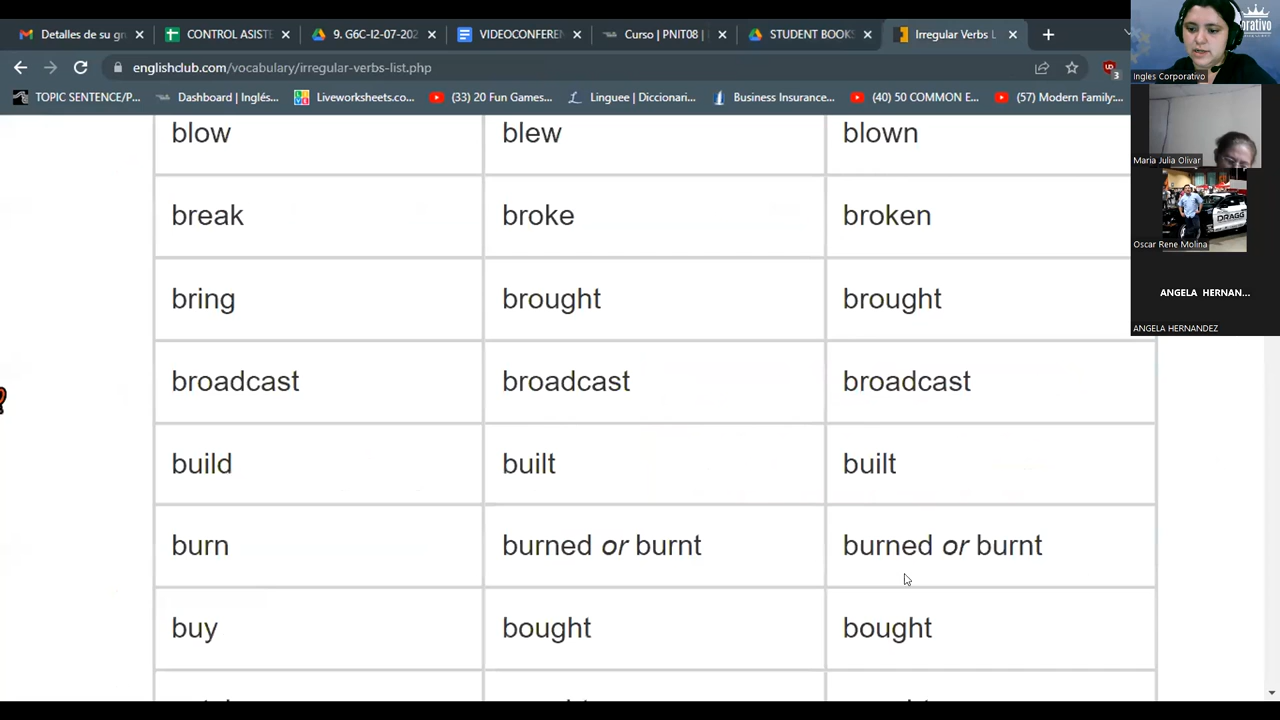 Detalles de su gn
CONTROL ASISTE
9. G6C-I2-07-202
VIDEOCONFEREN
Curso | PNIT08 |
STUDENT BOOKS
Irregular Verbs L
englishclub.com/vocabulary/irregular-verbs-list.php
3
TOPIC SENTENCE/P...
Dashboard | Inglés...
Liveworksheets.co...
(33) 20 Fun Games...
Linguee | Diccionari...
Business Insurance...
(40) 50 COMMON E...
(57) Modern Family:...
orativo
Ingles Corporativo
Maria Julia Olivar
DRAGG
Oscar Rene Molina
ANGELA HERNAN...
ANGELA HERNANDEZ
blow blew blown
break broke broken
bring brought brought
broadcast broadcast broadcast
build built built
burn burned or burnt burned or burnt
buy bought bought